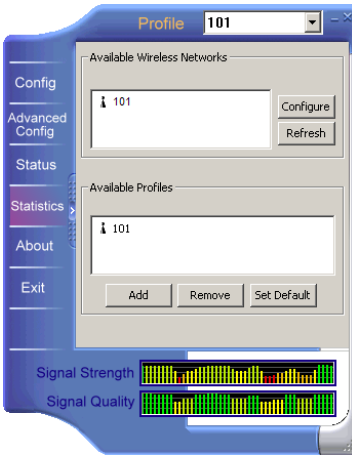 Profile 101
Available Wireless Networks
101
Configure
Refresh
Config
Advanced
Config
Status
Statistics
About
Exit
Available Profiles
101
Add Remove Set Default
Signal Strength
Signal Quality